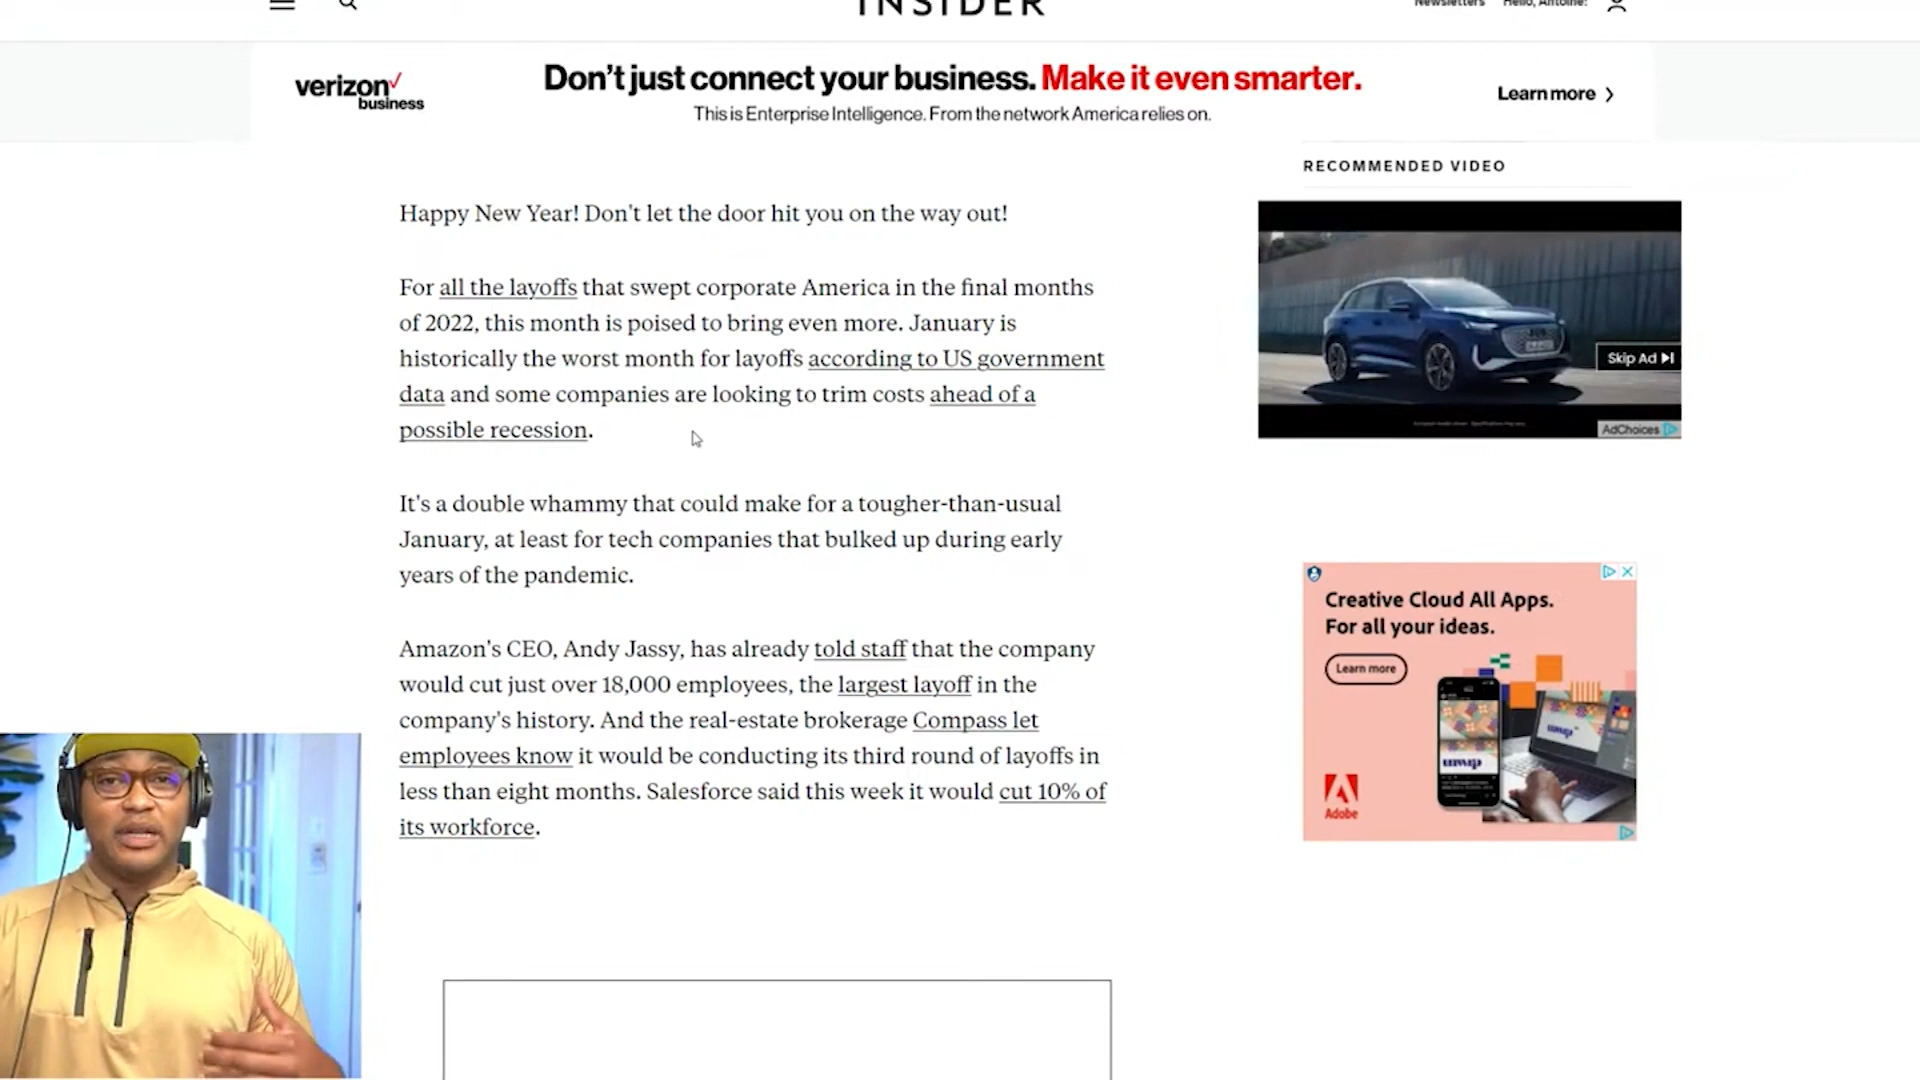 INSIDER
Newsletters
Hello, Antoine!
verizon
business
Don't just connect your business. Make it even smarter.
This is Enterprise Intelligence. From the network America relies on.
Learn more
RECOMMENDED VIDEO
Happy New Year! Don't let the door hit you on the way out!
For all the layoffs that swept corporate America in the final months
of 2022, this month is poised to bring even more. January is
historically the worst month for layoffs according to US government
data and some companies are looking to trim costs ahead of a
possible recession.
Skip Ad
AdChoices
It's a double whammy that could make for a tougher-than-usual
January, at least for tech companies that bulked up during early
years of the pandemic.
Amazon's CEO, Andy Jassy, has already told staff that the company
would cut just over 18,000 employees, the largest layoff in the
company's history. And the real-estate brokerage Compass let
employees know it would be conducting its third round of layoffs in
less than eight months. Salesforce said this week it would cut 10% of
its workforce.
Creative Cloud All Apps.
For all your ideas.
Learn more
Adobe